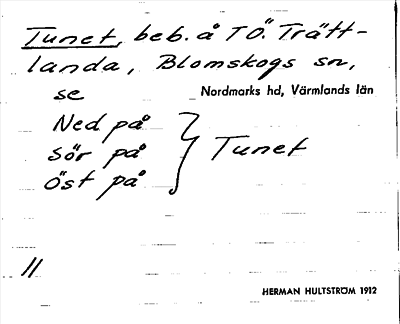 Tunet, beb. å TÖ. Trätt-
landa, Blomskogs sn,
se Nordmarks hd, Värmlands län
Ned på
Sör på } Tunet
Öst på
11
HERMAN HULTSTRÖM 1912